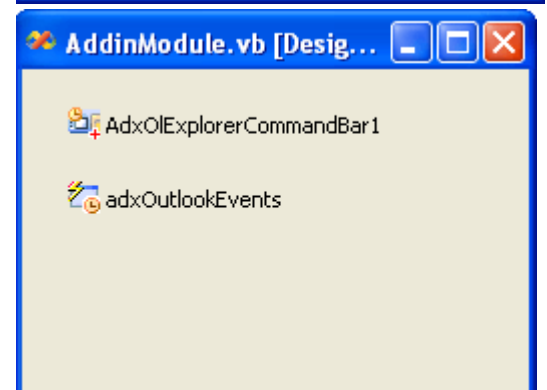 AddinModule.vb [Desig...
AdxOlExplorerCommandBar1
adxOutlookEvents